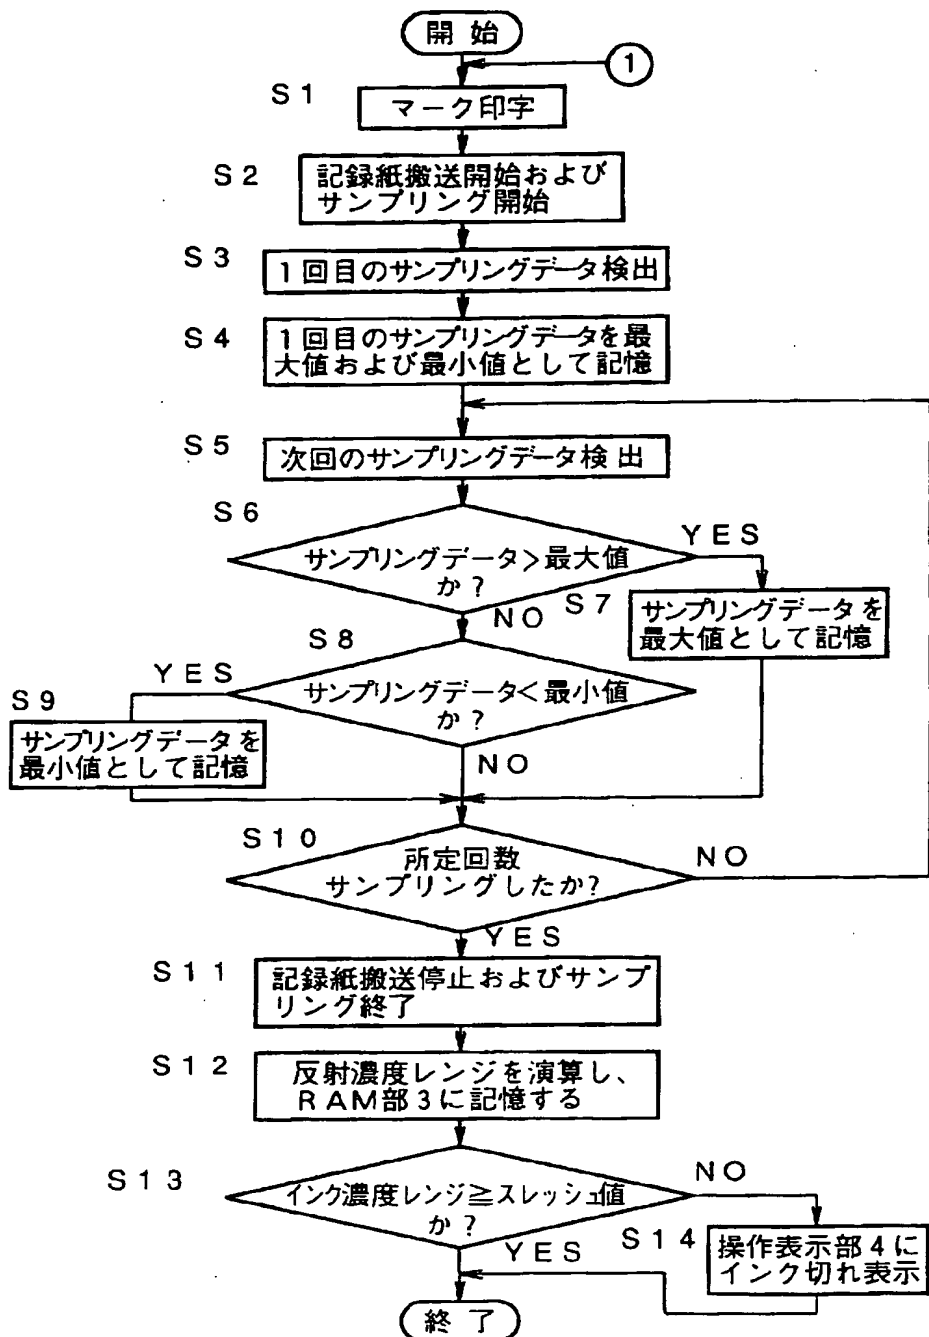 開始
1
S1
マーク印字
S2
記録紙搬送開始および
サンプリング開始
S3
1回目のサンプリングデータ検出
S4
1回目のサンプリングデータを最
大値および最小値として記憶
S5
次回のサンプリングデータ検出
S6
サンプリングデータ>最大値
か?
YES
NO
S7
サンプリングデータを
最大値として記憶
S8
サンプリングデータ<最小値
か?
YES
S9
サンプリングデータを
最小値として記憶
NO
S10
所定回数
サンプリングしたか?
NO
YES
S11
記録紙搬送停止およびサンプ
リング終了
S12
反射濃度レンジを演算し、
RAM部3に記憶する
S13
インク濃度レンジ≧スレッシュ値
か?
NO
YES
S14
操作表示部4に
インク切れ表示
終了